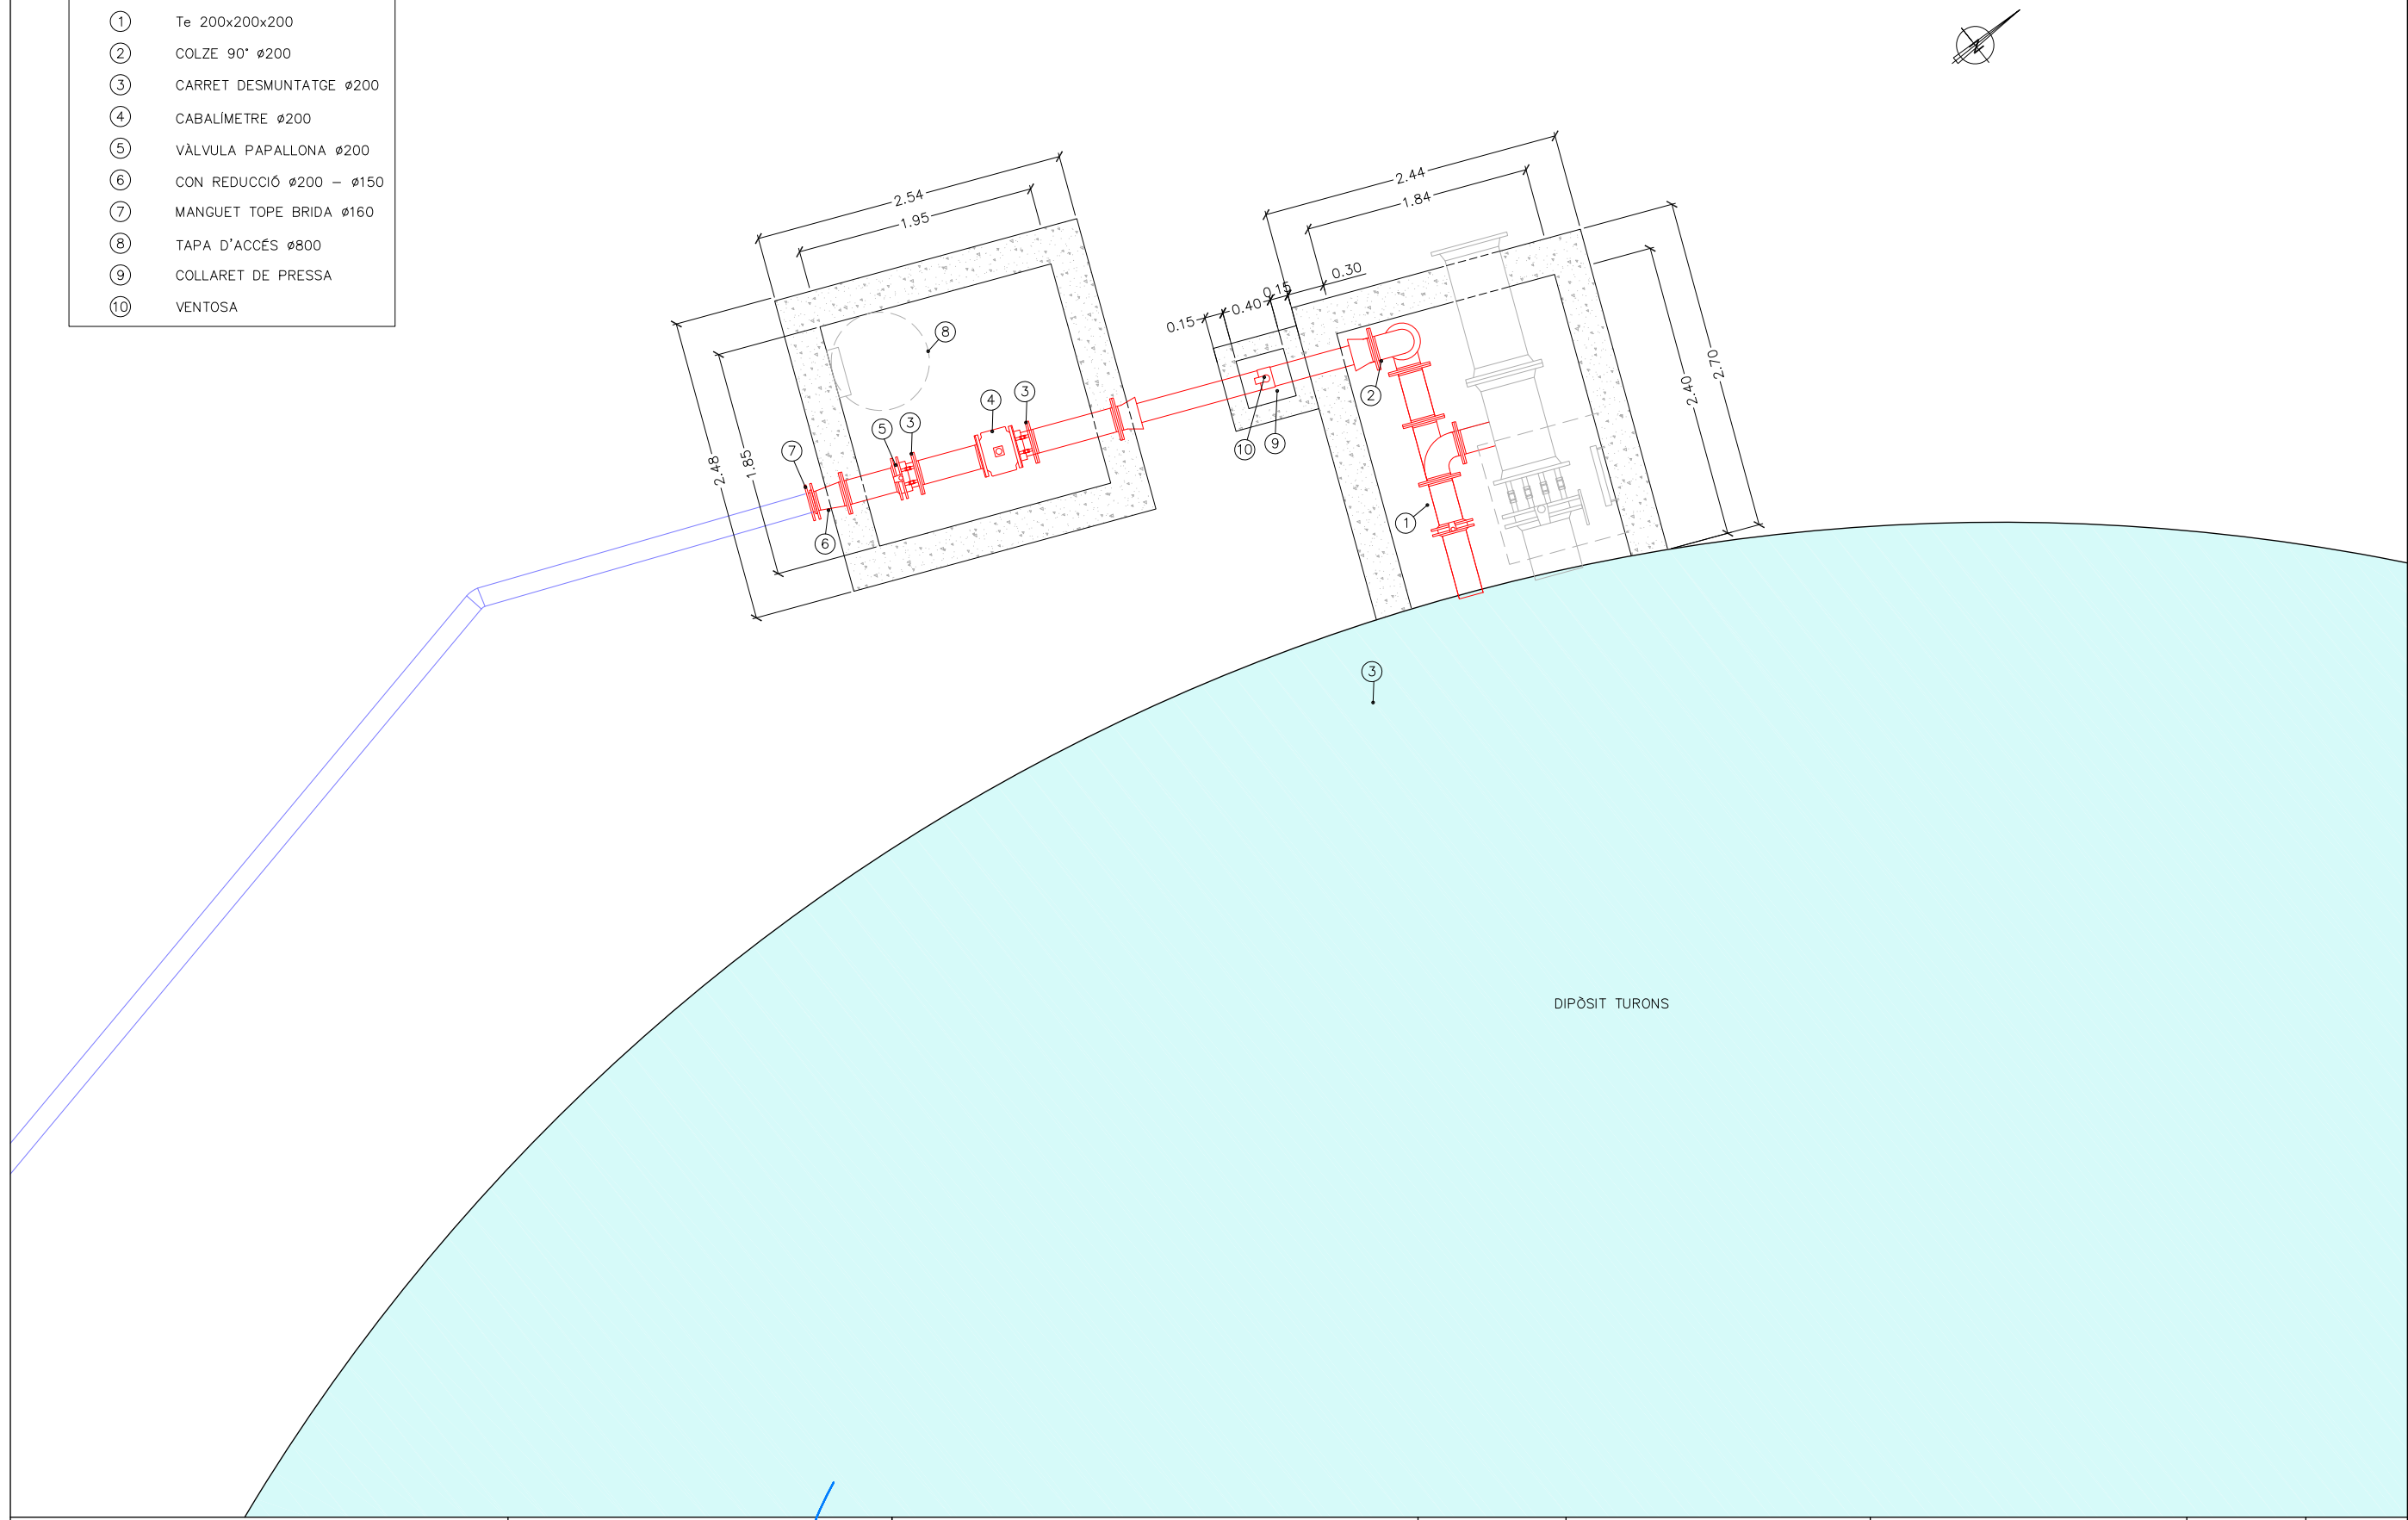 1 Te 200x200x200
2 COLZE 90° ø200
3 CARRET DESMUNTATGE ø200
4 CABALÍMETRE ø200
5 VÀLVULA PAPALLONA ø200
6 CON REDUCCIÓ ø200 – ø150
7 MANGUET TOPE BRIDA ø160
8 TAPA D'ACCÉS ø800
9 COLLARET DE PRESSA
10 VENTOSA
N
2.54
1.95
2.44
1.84
0.30
0.15
0.40
0.15
2.48
1.85
2.40
2.70
8
3
4
3
5
7
6
2
10
9
1
3
DIPÒSIT TURONS